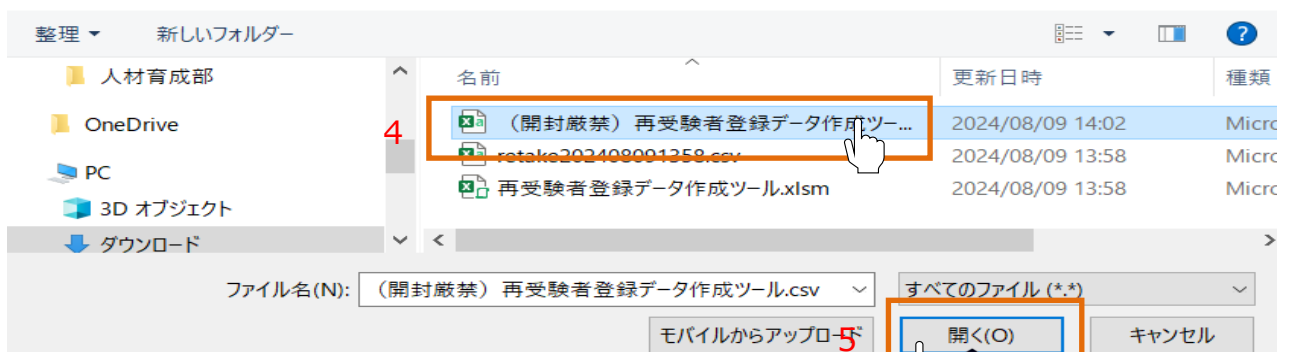 整理 新しいフォルダー
人材育成部 名前 更新日時 種類
4 （開封厳禁）再受験者登録データ作成ツー... 2024/08/09 14:02 Micro
OneDrive
retake202408091358.csv 2024/08/09 13:58 Micro
PC
再受験者登録データ作成ツール.xlsm 2024/08/09 13:58 Micro
3D オブジェクト
ダウンロード
ファイル名(N): （開封厳禁）再受験者登録データ作成ツール.csv すべてのファイル (*.*)
モバイルからアップロード 5 開く(O) キャンセル